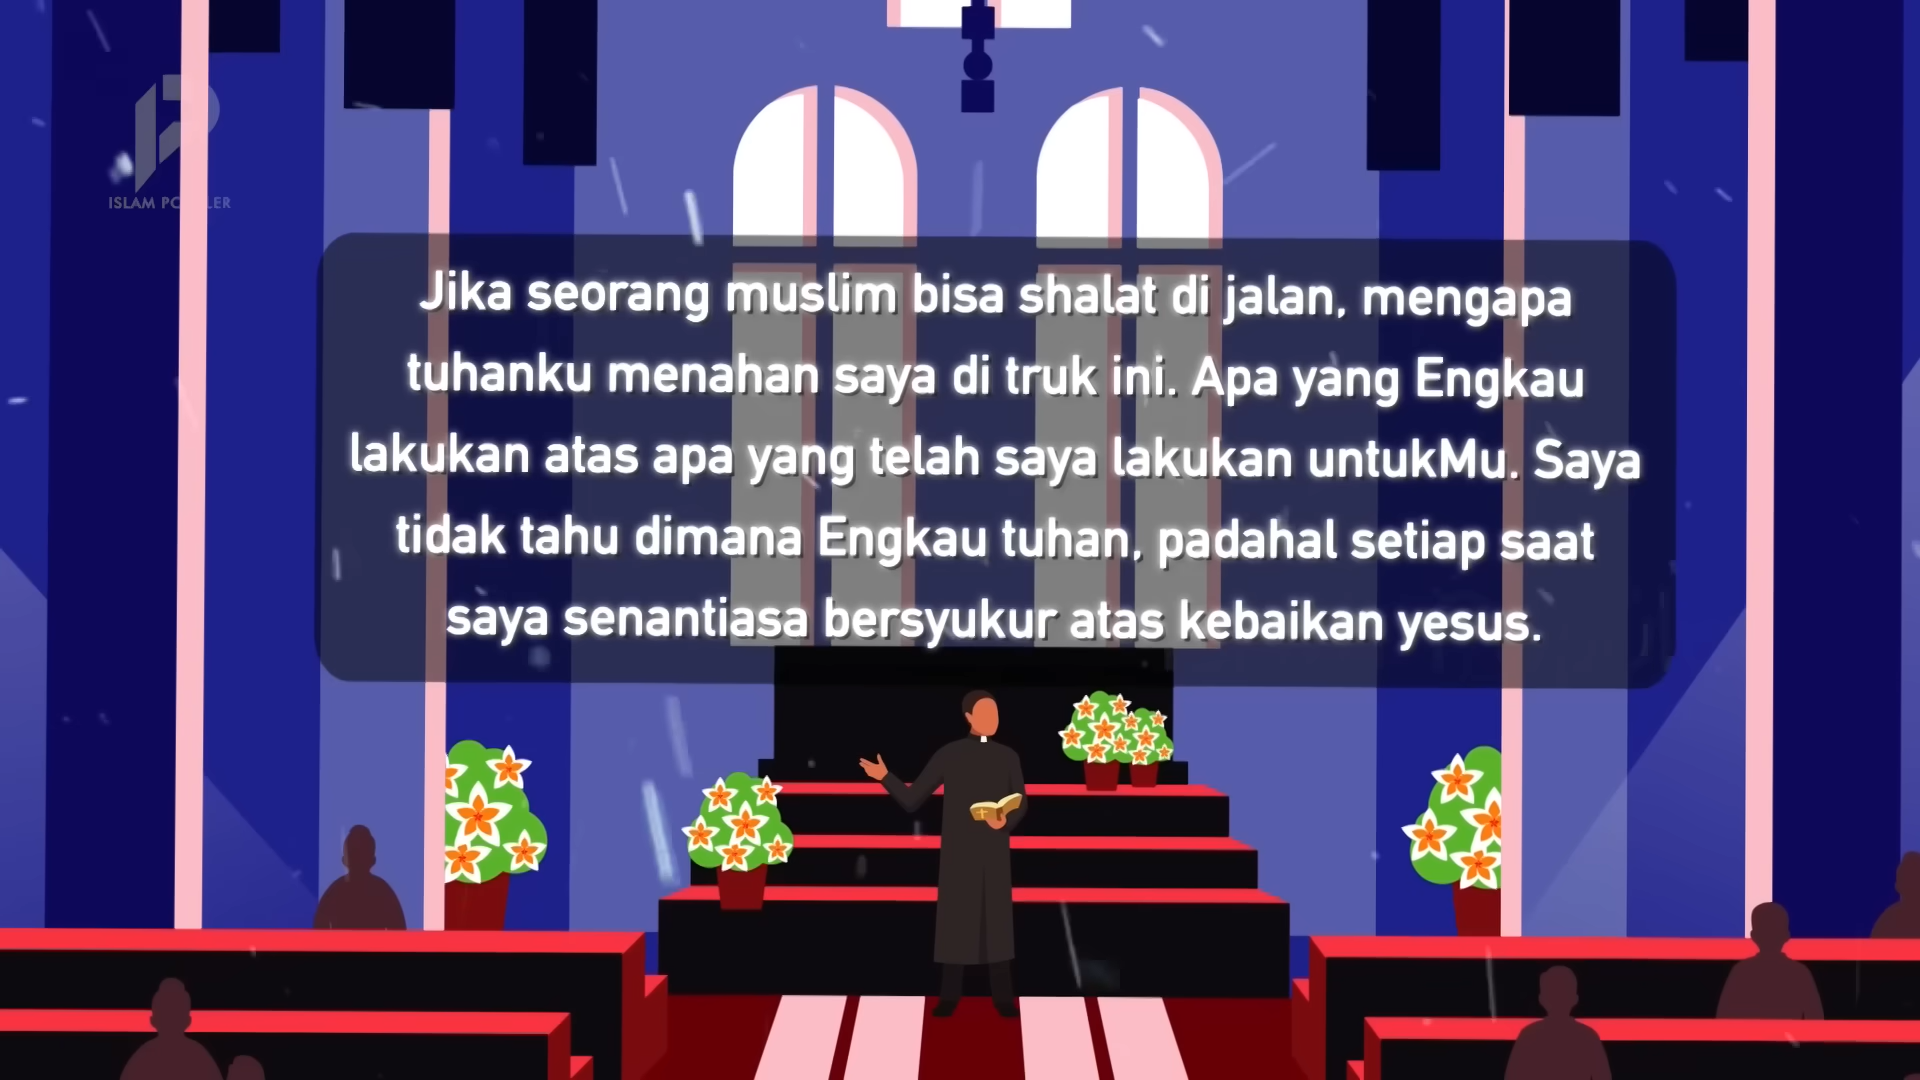 ISLAM
Jika seorang muslim bisa shalat di jalan, mengapa
tuhanku menahan saya di truk ini. Apa yang Engkau
lakukan atas apa yang telah saya lakukan untukMu. Saya
tidak tahu dimana Engkau tuhan, padahal setiap saat
saya senantiasa bersyukur atas kebaikan yesus.